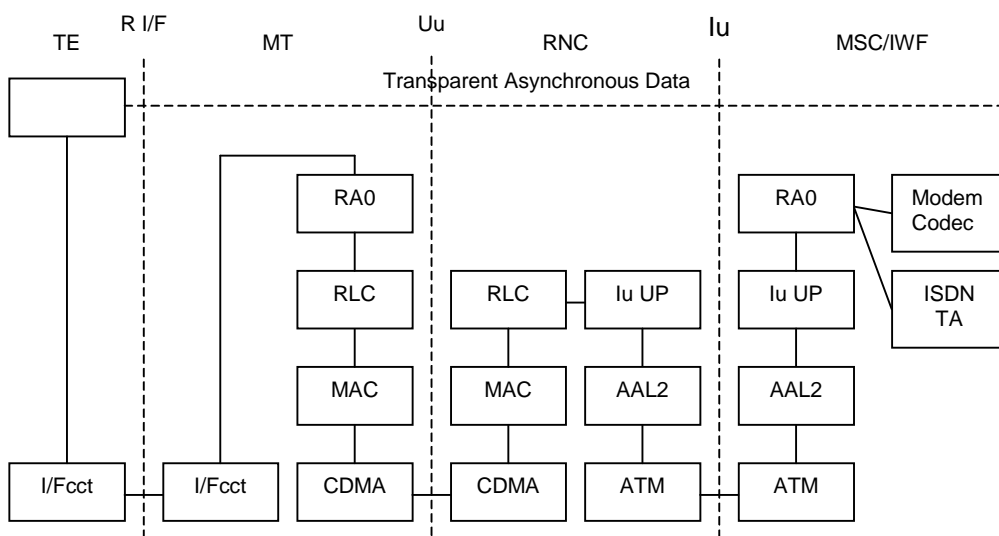 R I/F Uu Iu
TE MT RNC MSC/IWF
Transparent Asynchronous Data
RA0 RA0 Modem
Codec
RLC RLC Iu UP Iu UP ISDN
TA
MAC MAC AAL2 AAL2
I/Fcct I/Fcct CDMA CDMA ATM ATM